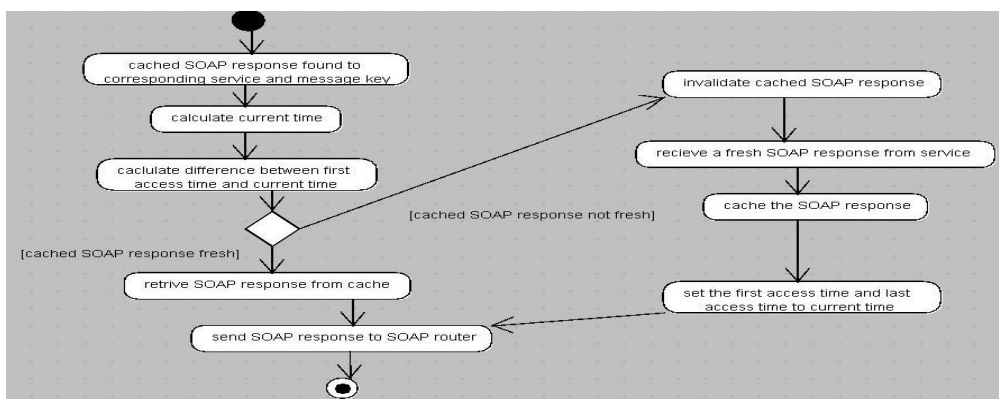 cached SOAP response found to
corresponding service and message key
calculate current time
caclulate difference between first
access time and current time
[cached SOAP response fresh]
retrive SOAP response from cache
send SOAP response to SOAP router
[cached SOAP response not fresh]
invalidate cached SOAP response
recieve a fresh SOAP response from service
cache the SOAP response
set the first access time and last
access time to current time